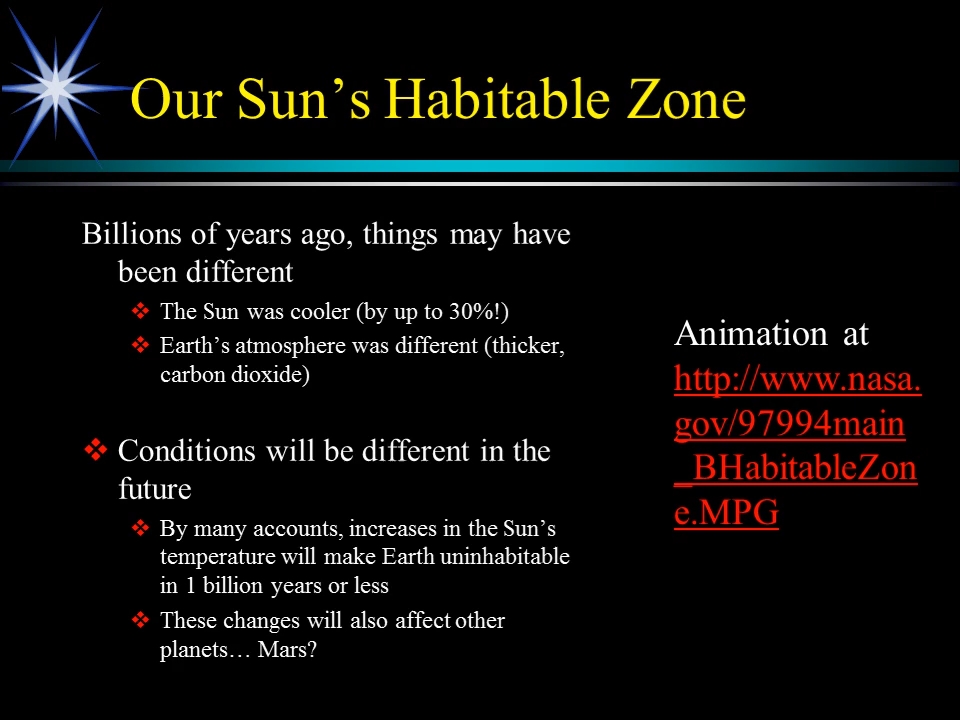 Our Sun’s Habitable Zone
Billions of years ago, things may have
been different
❖ The Sun was cooler (by up to 30%!)
❖ Earth’s atmosphere was different (thicker,
carbon dioxide)
❖ Conditions will be different in the
future
❖ By many accounts, increases in the Sun’s
temperature will make Earth uninhabitable
in 1 billion years or less
❖ These changes will also affect other
planets… Mars?
Animation at
http://www.nasa.
gov/97994main
_BHabitableZon
e.MPG